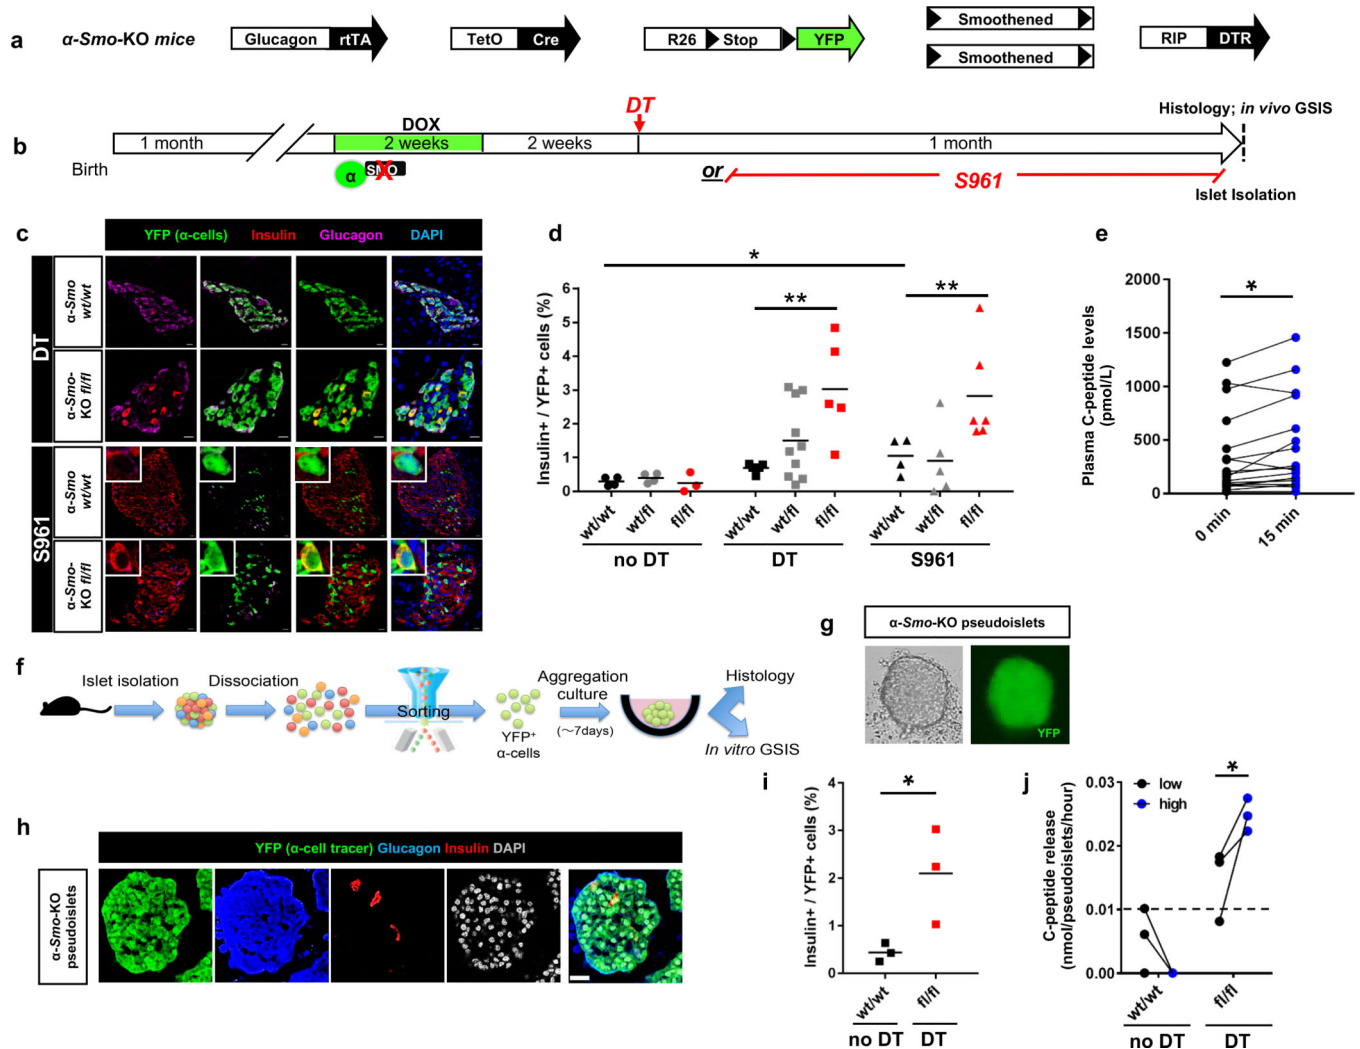 a
α-Smo-KO mice
Glucagon rtTA
TetO Cre
R26 Stop YFP
Smoothened
Smoothened
RIP DTR
b
DT
Histology; in vivo GSIS
DOX
1 month
2 weeks
2 weeks
1 month
Birth
α
SMO
or
S961
Islet Isolation
c
YFP (α-cells) Insulin Glucagon DAPI
DT
α-Smo
wt/wt
α-Smo-
KO fl/fl
S961
α-Smo
wt/wt
α-Smo-
KO fl/fl
d
Insulin+ / YFP+ cells (%)
6
5
4
3
2
1
0
*
**
**
wt/wt
wt/fl
fl/fl
wt/wt
wt/fl
fl/fl
wt/wt
wt/fl
fl/fl
no DT
DT
S961
e
Plasma C-peptide levels
(pmol/L)
2000
1500
1000
500
0
*
0 min
15 min
f
Islet isolation
Dissociation
Sorting
YFP+
α-cells
Aggregation
culture
(~7days)
Histology
In vitro GSIS
g
α-Smo-KO pseudoislets
YFP
h
YFP (α-cell tracer) Glucagon Insulin DAPI
α-Smo-KO
pseudoislets
i
Insulin+ / YFP+ cells (%)
4
3
2
1
0
*
wt/wt
fl/fl
no DT
DT
j
C-peptide release
(nmol/pseudoislets/hour)
0.03
0.02
0.01
0.00
low
high
*
wt/wt
fl/fl
no DT
DT